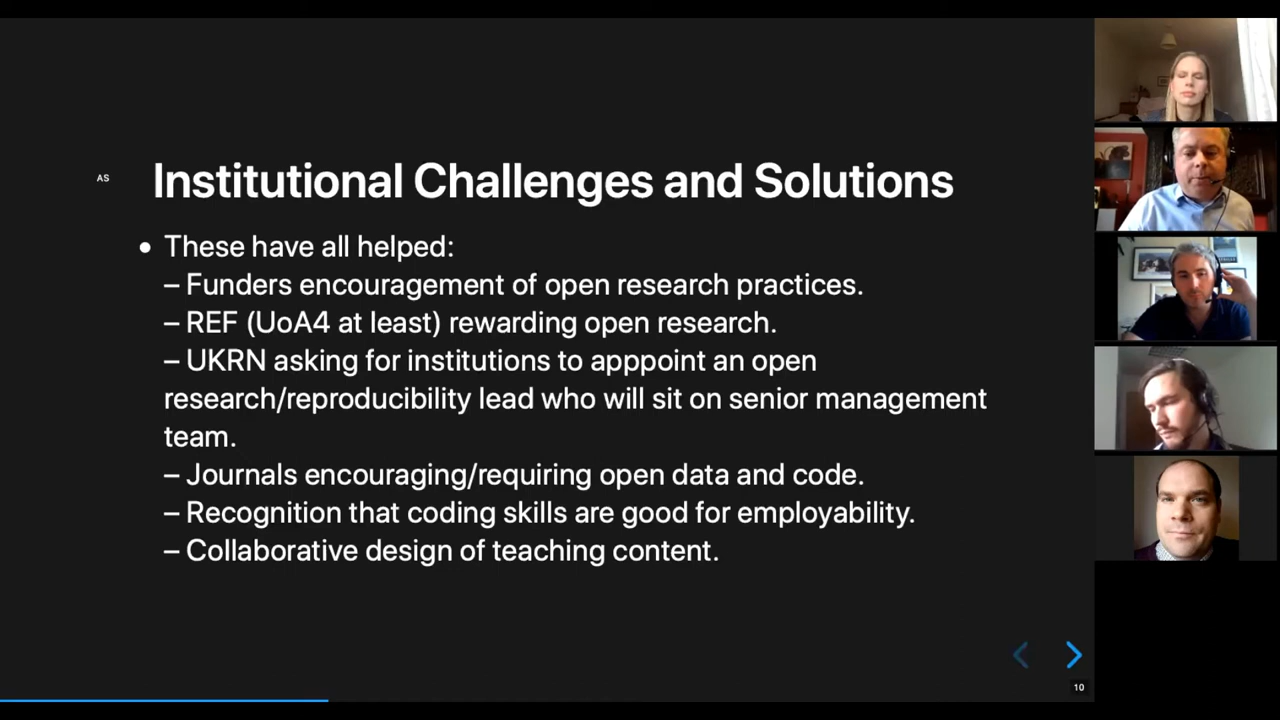 AS
Institutional Challenges and Solutions
• These have all helped:
– Funders encouragement of open research practices.
– REF (UoA4 at least) rewarding open research.
– UKRN asking for institutions to apppoint an open
research/reproducibility lead who will sit on senior management
team.
– Journals encouraging/requiring open data and code.
– Recognition that coding skills are good for employability.
– Collaborative design of teaching content.
10